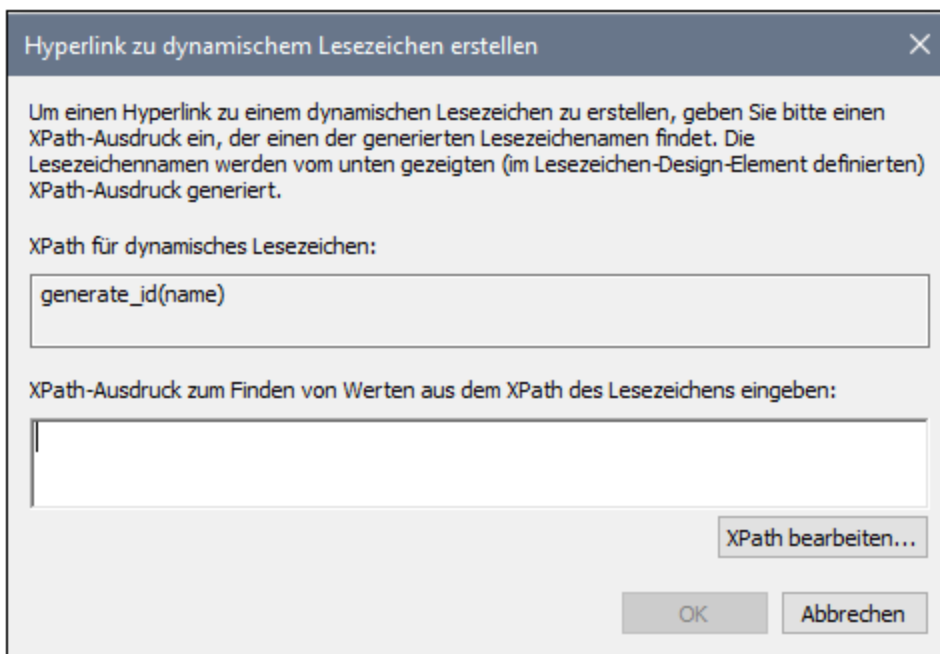 Hyperlink zu dynamischem Lesezeichen erstellen
Um einen Hyperlink zu einem dynamischen Lesezeichen zu erstellen, geben Sie bitte einen
XPath-Ausdruck ein, der einen der generierten Lesezeichenamen findet. Die
Lesezeichennamen werden vom unten gezeigten (im Lesezeichen-Design-Element definierten)
XPath-Ausdruck generiert.
XPath für dynamisches Lesezeichen:
generate_id(name)
XPath-Ausdruck zum Finden von Werten aus dem XPath des Lesezeichens eingeben:
XPath bearbeiten...
OK
Abbrechen